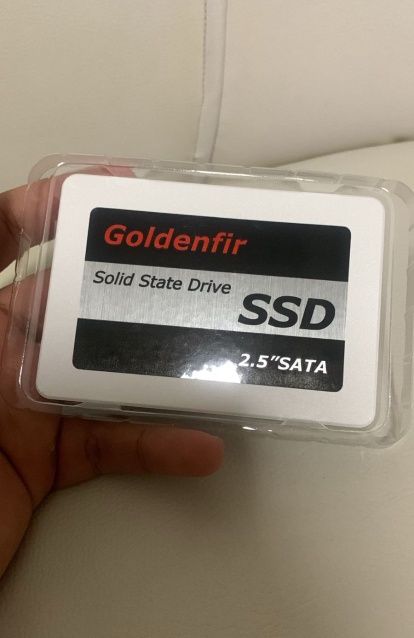 Goldenfir
Solid State Drive
SSD
2.5"SATA